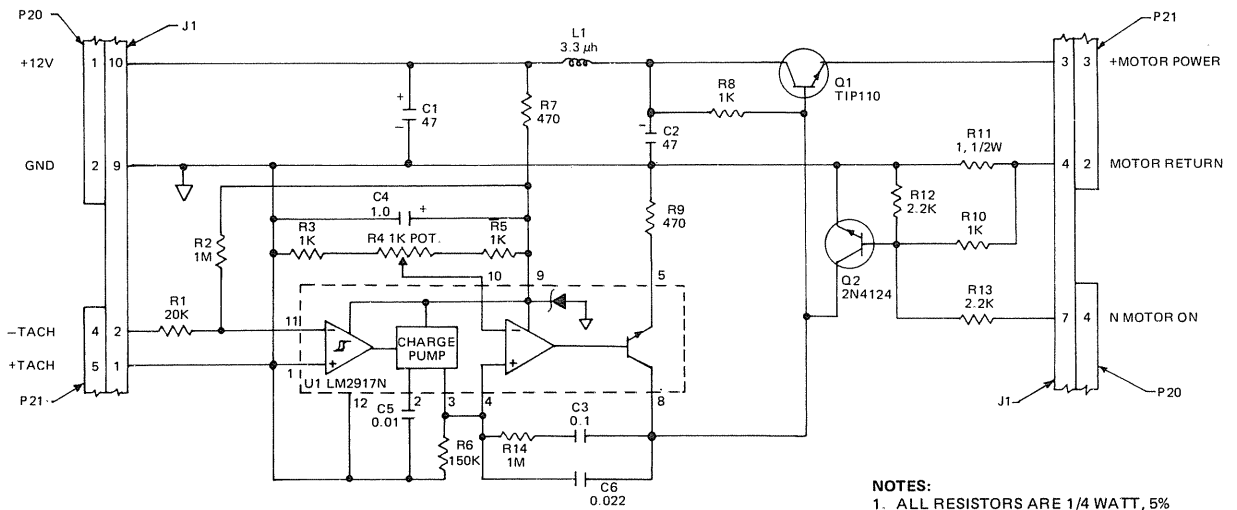 P20
J1
+12V
1
10
GND
2
9
C1
47
+
−
R7
470
L1
3.3 μh
C2
47
−
R8
1K
Q1
TIP110
P21
3
3
+MOTOR POWER
R11
1, 1/2W
4
2
MOTOR RETURN
C4
1.0
+
R2
1M
R3
1K
R4 1K POT.
R5
1K
R9
470
R12
2.2K
R10
1K
Q2
2N4124
R13
2.2K
10
9
5
R1
20K
−TACH
4
2
11
−
+
CHARGE
PUMP
−
+
7
4
N MOTOR ON
+TACH
5
1
1
U1 LM2917N
P21
12
C5
0.01
2
3
4
8
J1
P20
R6
150K
R14
1M
C3
0.1
C6
0.022
NOTES:
1. ALL RESISTORS ARE 1/4 WATT, 5%